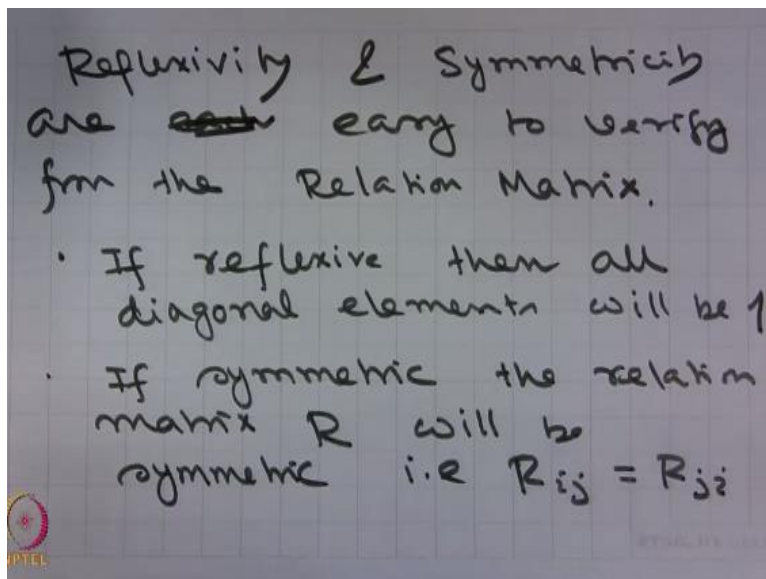 Reflexivity & Symmetricity
are easy to verify
from the Relation Matrix.
· If reflexive then all
diagonal elements will be 1
· If symmetric the relation
matrix R will be
symmetric i.e Rij = Rji
NPTEL